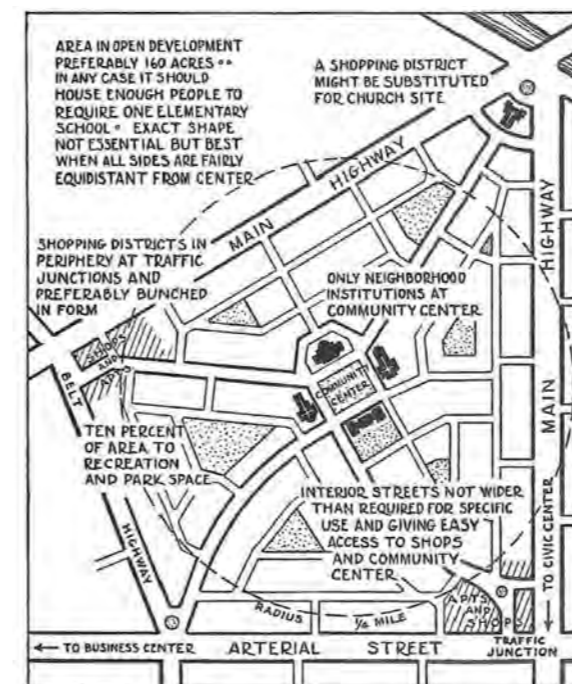 AREA IN OPEN DEVELOPMENT
PREFERABLY 160 ACRES ••
IN ANY CASE IT SHOULD
HOUSE ENOUGH PEOPLE TO
REQUIRE ONE ELEMENTARY
SCHOOL • EXACT SHAPE
NOT ESSENTIAL BUT BEST
WHEN ALL SIDES ARE FAIRLY
EQUIDISTANT FROM CENTER
A SHOPPING DISTRICT
MIGHT BE SUBSTITUTED
FOR CHURCH SITE
MAIN HIGHWAY
HIGHWAY
MAIN
SHOPPING DISTRICTS IN
PERIPHERY AT TRAFFIC
JUNCTIONS AND
PREFERABLY BUNCHED
IN FORM
ONLY NEIGHBORHOOD
INSTITUTIONS AT
COMMUNITY CENTER
SHOPS
AND
APTS
BELT
HIGHWAY
COMMUNITY
CENTER
TEN PERCENT
OF AREA TO
RECREATION
AND PARK SPACE
INTERIOR STREETS NOT WIDER
THAN REQUIRED FOR SPECIFIC
USE AND GIVING EASY
ACCESS TO SHOPS
AND COMMUNITY
CENTER
TO CIVIC CENTER
APTS
AND
SHOPS
RADIUS ¼ MILE
← TO BUSINESS CENTER
ARTERIAL STREET
TRAFFIC
JUNCTION